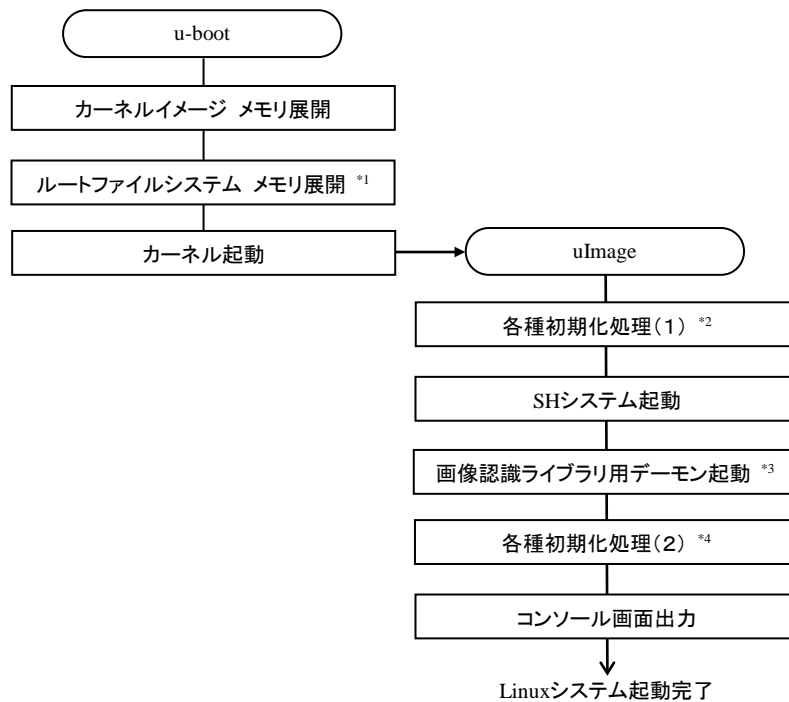 u-boot
カーネルイメージ メモリ展開
ルートファイルシステム メモリ展開 *1
カーネル起動
uImage
各種初期化処理(1) *2
SHシステム起動
画像認識ライブラリ用デーモン起動 *3
各種初期化処理(2) *4
コンソール画面出力
Linuxシステム起動完了